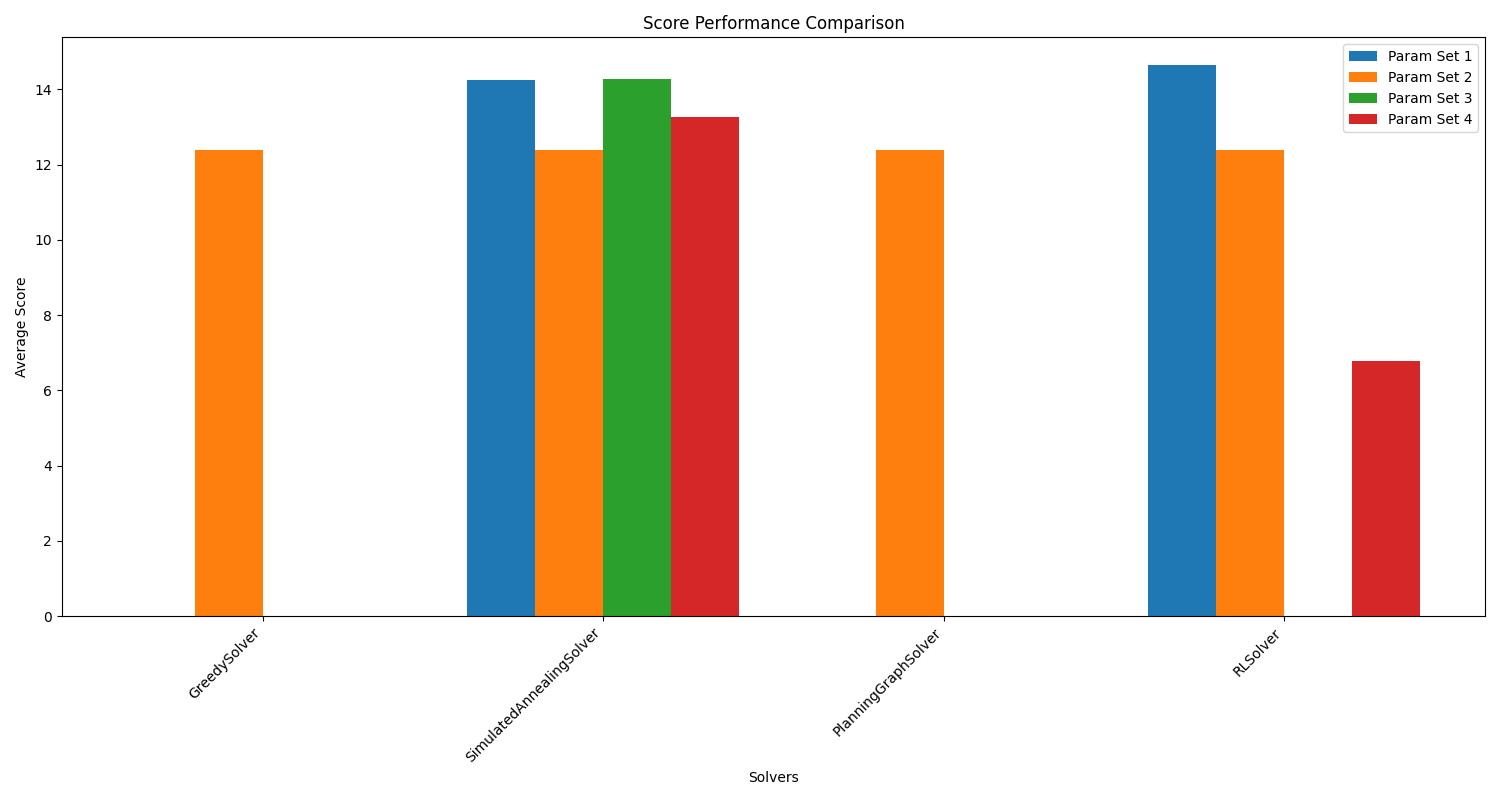 Score Performance Comparison
Param Set 1
Param Set 2
Param Set 3
Param Set 4
Average Score
14
12
10
8
6
4
2
0
GreedySolver
SimulatedAnnealingSolver
PlanningGraphSolver
RLSolver
Solvers